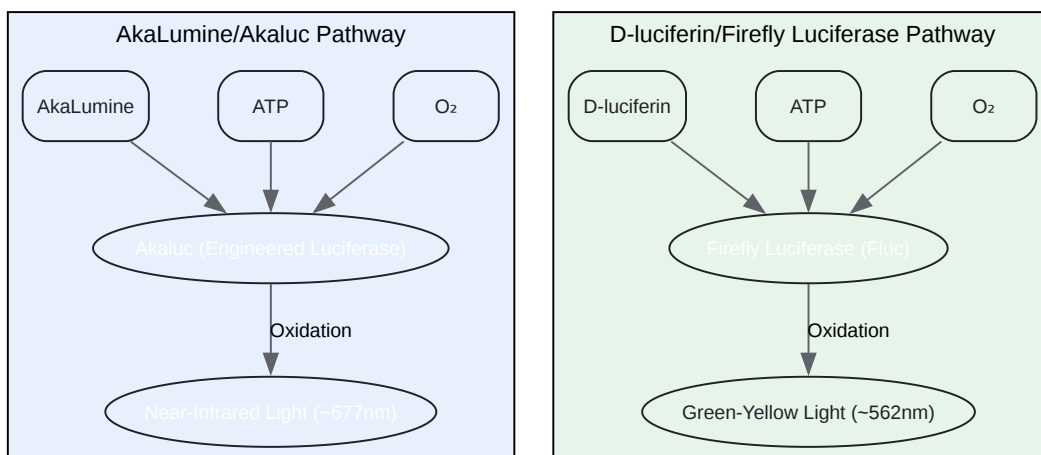 AkaLumine/Akaluc Pathway
AkaLumine
ATP
O₂
Akaluc (Engineered Luciferase)
Oxidation
Near-Infrared Light (~677nm)
D-luciferin/Firefly Luciferase Pathway
D-luciferin
ATP
O₂
Firefly Luciferase (Fluc)
Oxidation
Green-Yellow Light (~562nm)